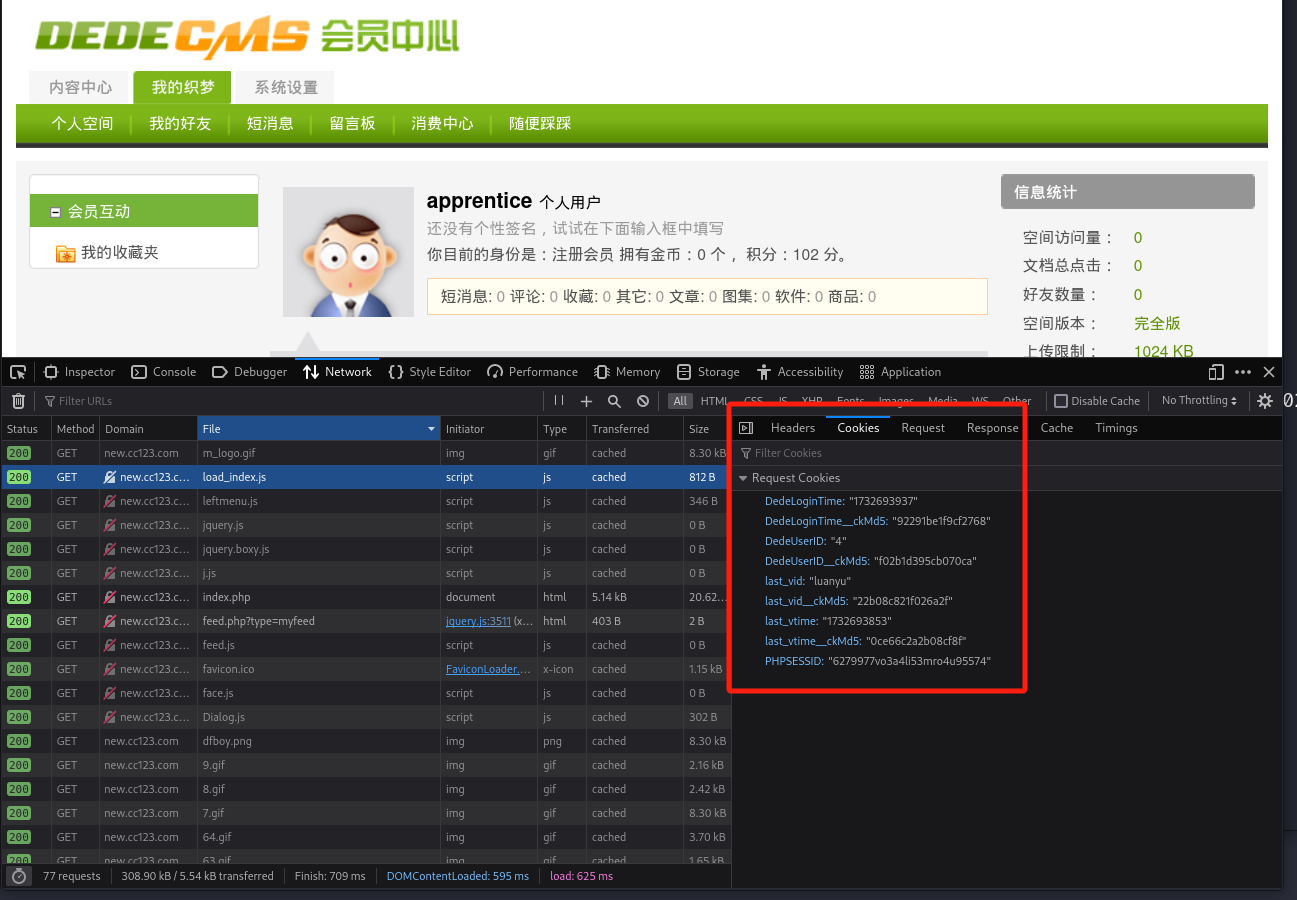 DEDECMS 会员中心
内容中心 我的织梦 系统设置
个人空间 我的好友 短消息 留言板 消费中心 随便踩踩
会员互动
我的收藏夹
apprentice 个人用户
还没有个性签名，试试在下面输入框中填写
你目前的身份是：注册会员 拥有金币：0 个 ，积分：102 分。
短消息: 0 评论: 0 收藏: 0 其它: 0 文章: 0 图集: 0 软件: 0 商品: 0
信息统计
空间访问量： 0
文档总点击： 0
好友数量： 0
空间版本： 完全版
上传限制： 1024 KB
Inspector Console Debugger Network Style Editor Performance Memory Storage Accessibility Application
Filter URLs All HTML CSS JS XHR Fonts Images Media WS Other Disable Cache No Throttling
Status Method Domain File Initiator Type Transferred Size
200 GET new.cc123.com m_logo.gif img gif cached 8.30 kB
200 GET new.cc123.c... load_index.js script js cached 812 B
200 GET new.cc123.c... leftmenu.js script js cached 346 B
200 GET new.cc123.c... jquery.js script js cached 0 B
200 GET new.cc123.c... jquery.boxy.js script js cached 0 B
200 GET new.cc123.c... j.js script js cached 0 B
200 GET new.cc123.c... index.php document html 5.14 kB 20.62...
200 GET new.cc123.c... feed.php?type=myfeed jquery.js:3511 (x... html 403 B 2 B
200 GET new.cc123.c... feed.js script js cached 0 B
200 GET new.cc123.c... favicon.ico FaviconLoader.... x-icon cached 1.15 kB
200 GET new.cc123.c... face.js script js cached 0 B
200 GET new.cc123.c... Dialog.js script js cached 302 B
200 GET new.cc123.com dfboy.png img png cached 8.30 kB
200 GET new.cc123.com 9.gif img gif cached 2.16 kB
200 GET new.cc123.com 8.gif img gif cached 2.42 kB
200 GET new.cc123.com 7.gif img gif cached 8.30 kB
200 GET new.cc123.com 64.gif img gif cached 3.70 kB
200 GET new.cc123.com 63.gif img gif cached 1.65 kB
77 requests 308.90 kB / 5.54 kB transferred Finish: 709 ms DOMContentLoaded: 595 ms load: 625 ms
Headers Cookies Request Response Cache Timings
Filter Cookies
Request Cookies
DedeLoginTime: "1732693937"
DedeLoginTime__ckMd5: "92291be1f9cf2768"
DedeUserID: "4"
DedeUserID__ckMd5: "f02b1d395cb070ca"
last_vid: "luanyu"
last_vid__ckMd5: "22b08c821f026a2f"
last_vtime: "1732693853"
last_vtime__ckMd5: "0ce66c2a2b08cf8f"
PHPSESSID: "6279977vo3a4li53mro4u95574"